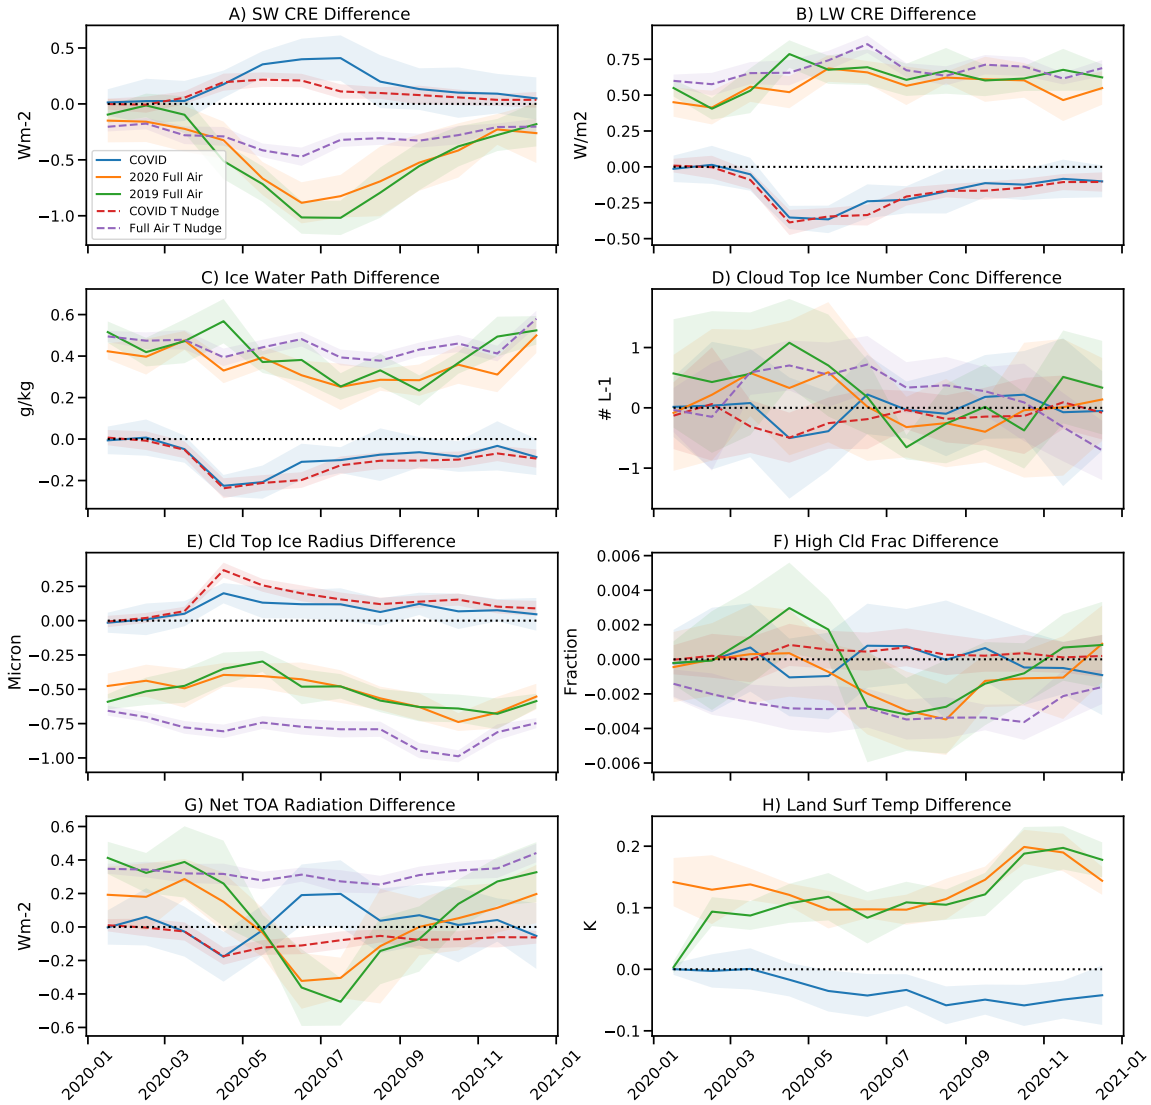 A) SW CRE Difference
0.5
0.0
−0.5
−1.0
Wm-2
COVID
2020 Full Air
2019 Full Air
COVID T Nudge
Full Air T Nudge
B) LW CRE Difference
0.75
0.50
0.25
0.00
−0.25
−0.50
W/m2
C) Ice Water Path Difference
0.6
0.4
0.2
0.0
−0.2
g/kg
D) Cloud Top Ice Number Conc Difference
1
0
−1
# L-1
E) Cld Top Ice Radius Difference
0.25
0.00
−0.25
−0.50
−0.75
−1.00
Micron
F) High Cld Frac Difference
0.006
0.004
0.002
0.000
−0.002
−0.004
−0.006
Fraction
G) Net TOA Radiation Difference
0.6
0.4
0.2
0.0
−0.2
−0.4
−0.6
Wm-2
2020-01
2020-03
2020-05
2020-07
2020-09
2020-11
2021-01
H) Land Surf Temp Difference
0.2
0.1
0.0
−0.1
K
2020-01
2020-03
2020-05
2020-07
2020-09
2020-11
2021-01